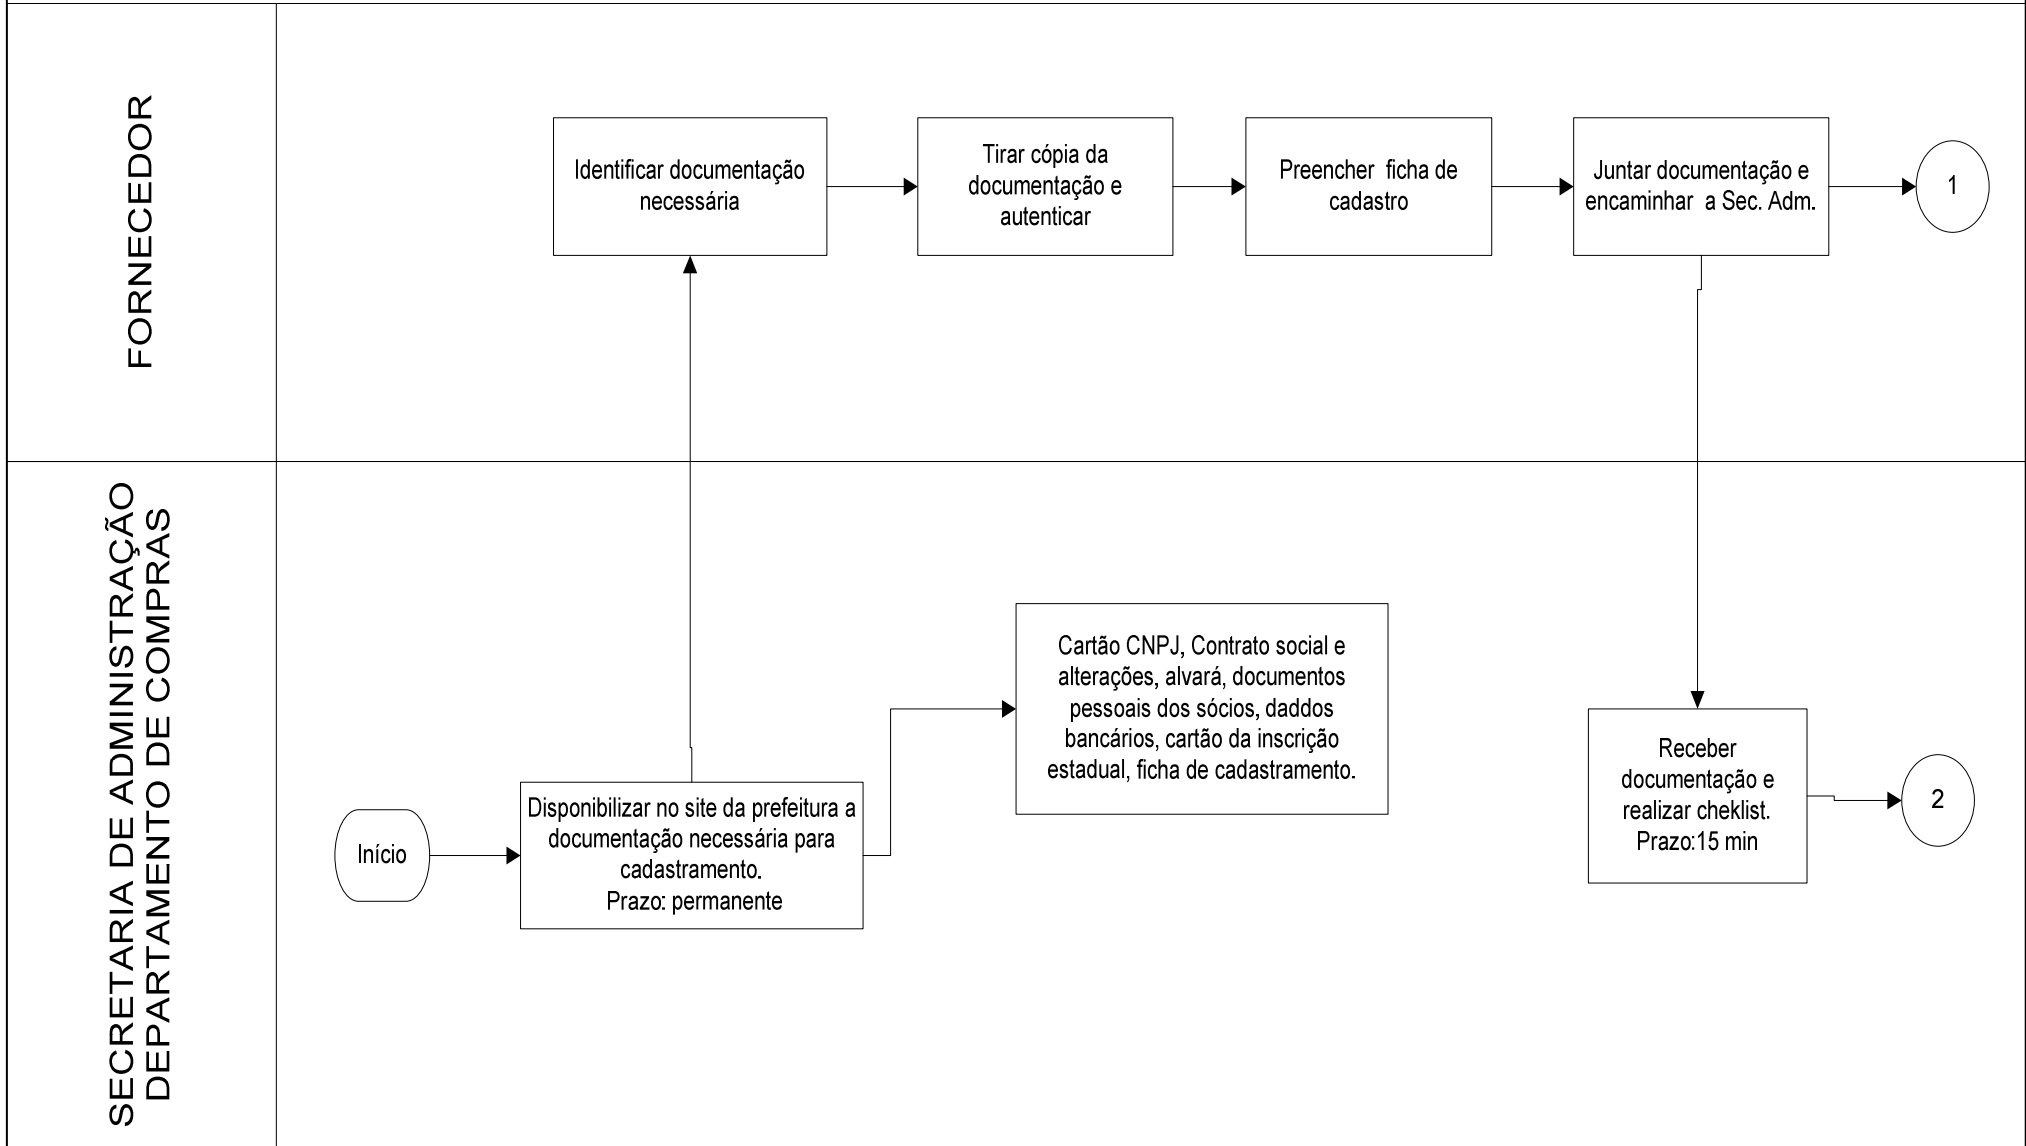 FORNECEDOR
Identificar documentação
necessária
Tirar cópia da
documentação e
autenticar
Preencher ficha de
cadastro
Juntar documentação e
encaminhar a Sec. Adm.
1
SECRETARIA DE ADMINISTRAÇÃO
DEPARTAMENTO DE COMPRAS
Início
Disponibilizar no site da prefeitura a
documentação necessária para
cadastramento.
Prazo: permanente
Cartão CNPJ, Contrato social e
alterações, alvará, documentos
pessoais dos sócios, daddos
bancários, cartão da inscrição
estadual, ficha de cadastramento.
Receber
documentação e
realizar cheklist.
Prazo:15 min
2